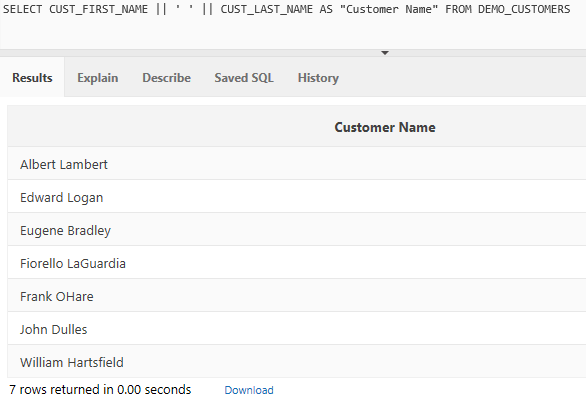 SELECT CUST_FIRST_NAME || ' ' || CUST_LAST_NAME AS "Customer Name" FROM DEMO_CUSTOMERS
Results Explain Describe Saved SQL History
Customer Name
Albert Lambert
Edward Logan
Eugene Bradley
Fiorello LaGuardia
Frank OHare
John Dulles
William Hartsfield
7 rows returned in 0.00 seconds Download